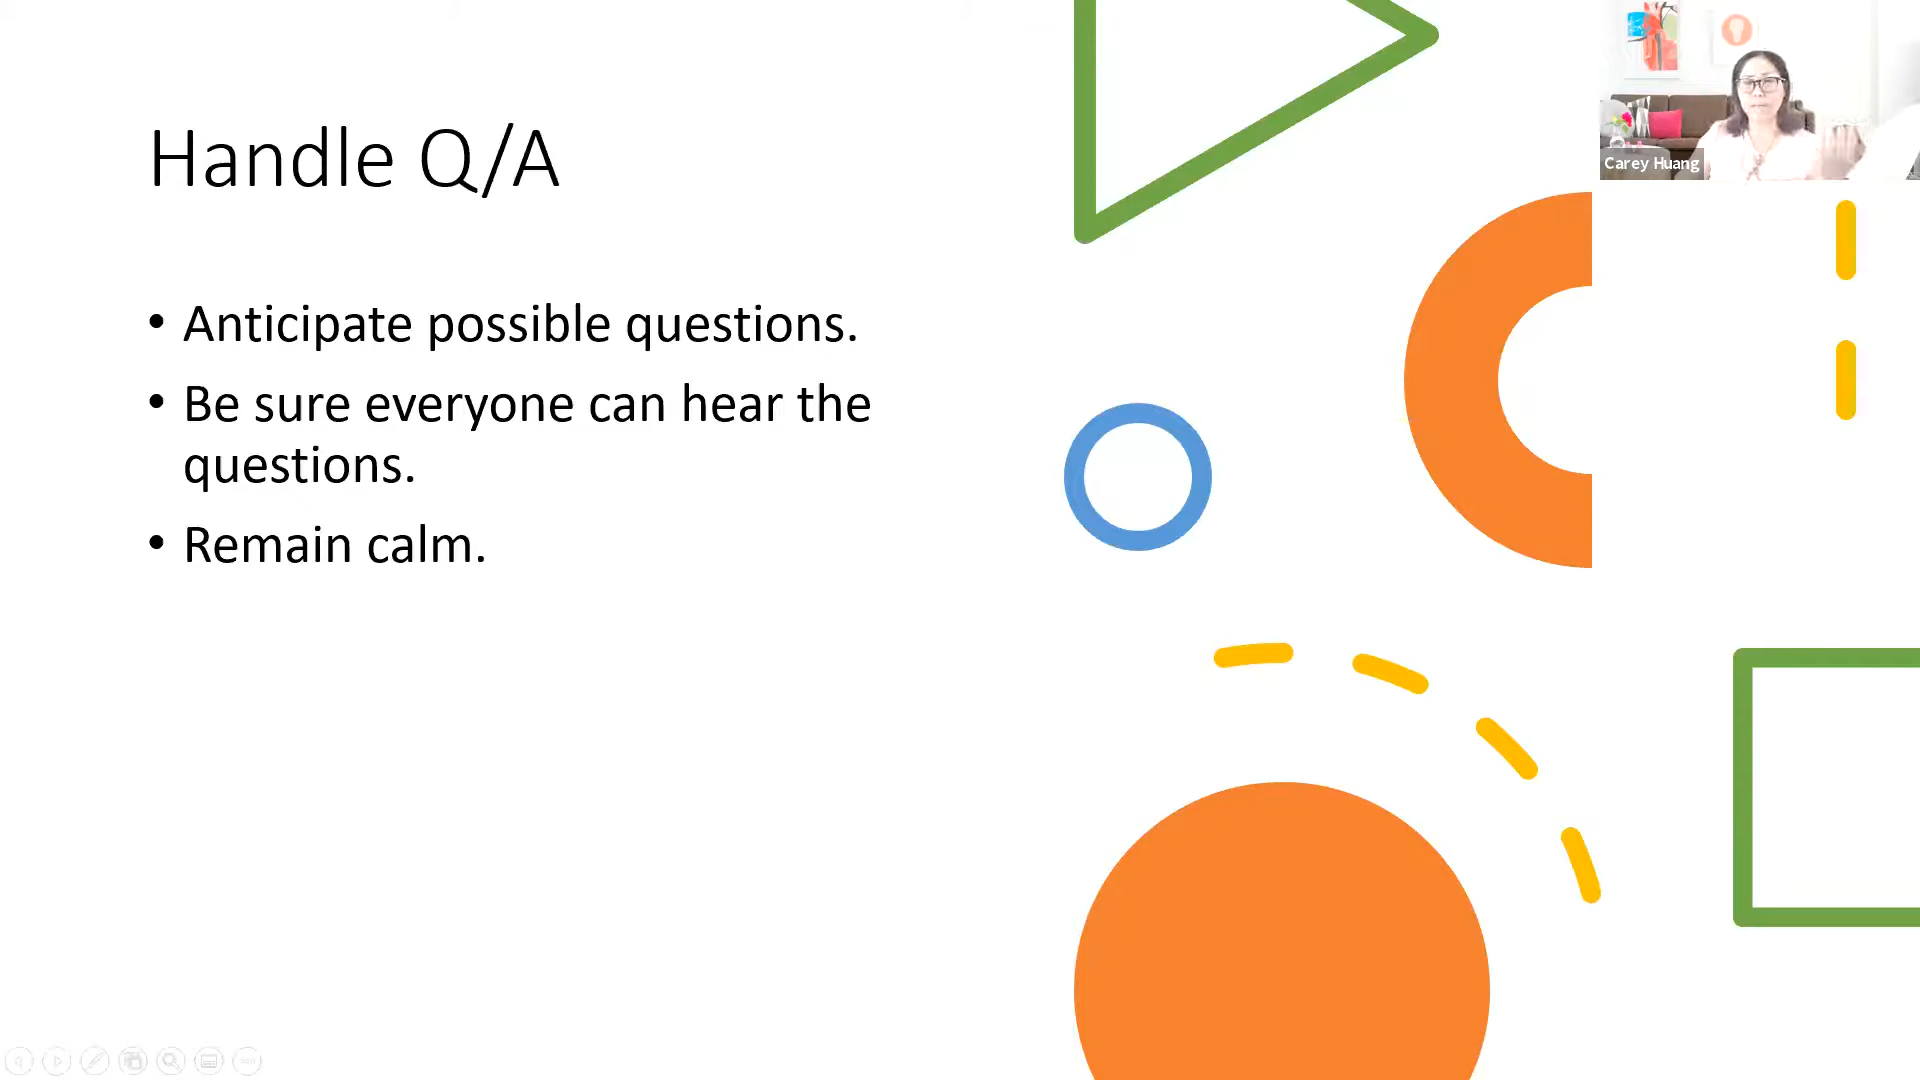 Handle Q/A
• Anticipate possible questions.
• Be sure everyone can hear the
questions.
• Remain calm.
Carey Huang